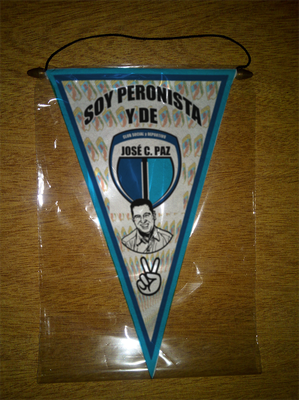 SOY PERONISTA
Y DE
JOSÉ C. PAZ